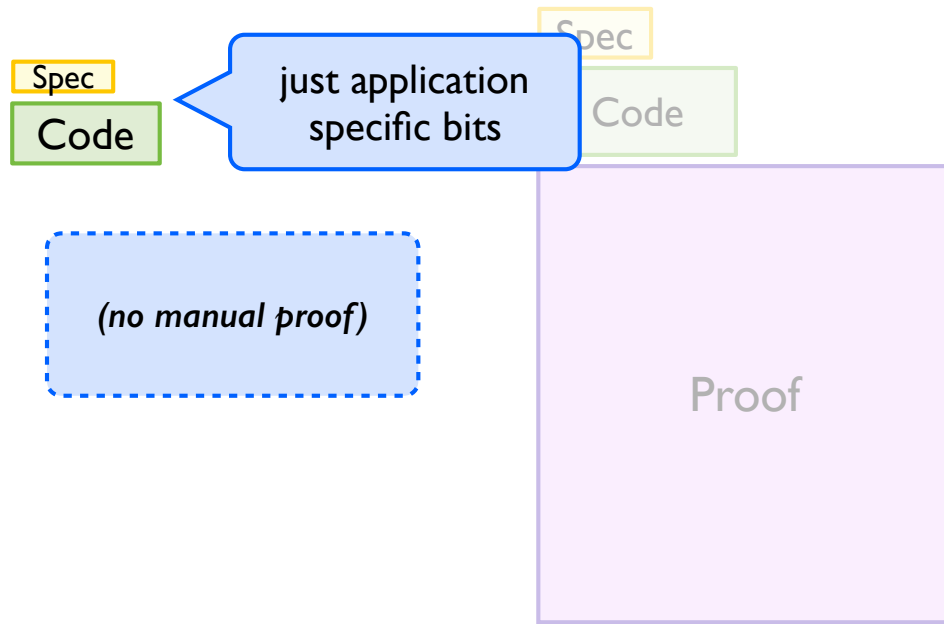 Spec
Code
just application
specific bits
(no manual proof)
Spec
Code
Proof